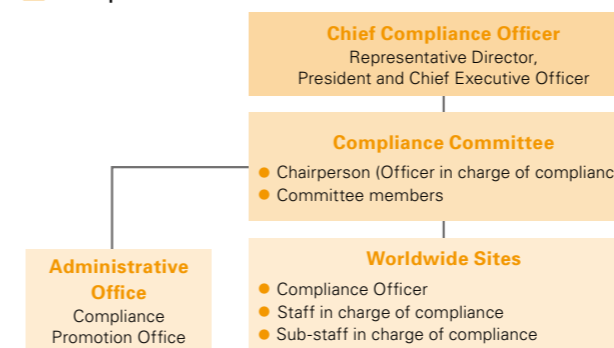 Chief Compliance Officer
Representative Director,
President and Chief Executive Officer
Compliance Committee
● Chairperson (Officer in charge of complianc
● Committee members
Administrative
Office
Compliance
Promotion Office
Worldwide Sites
● Compliance Officer
● Staff in charge of compliance
● Sub-staff in charge of compliance